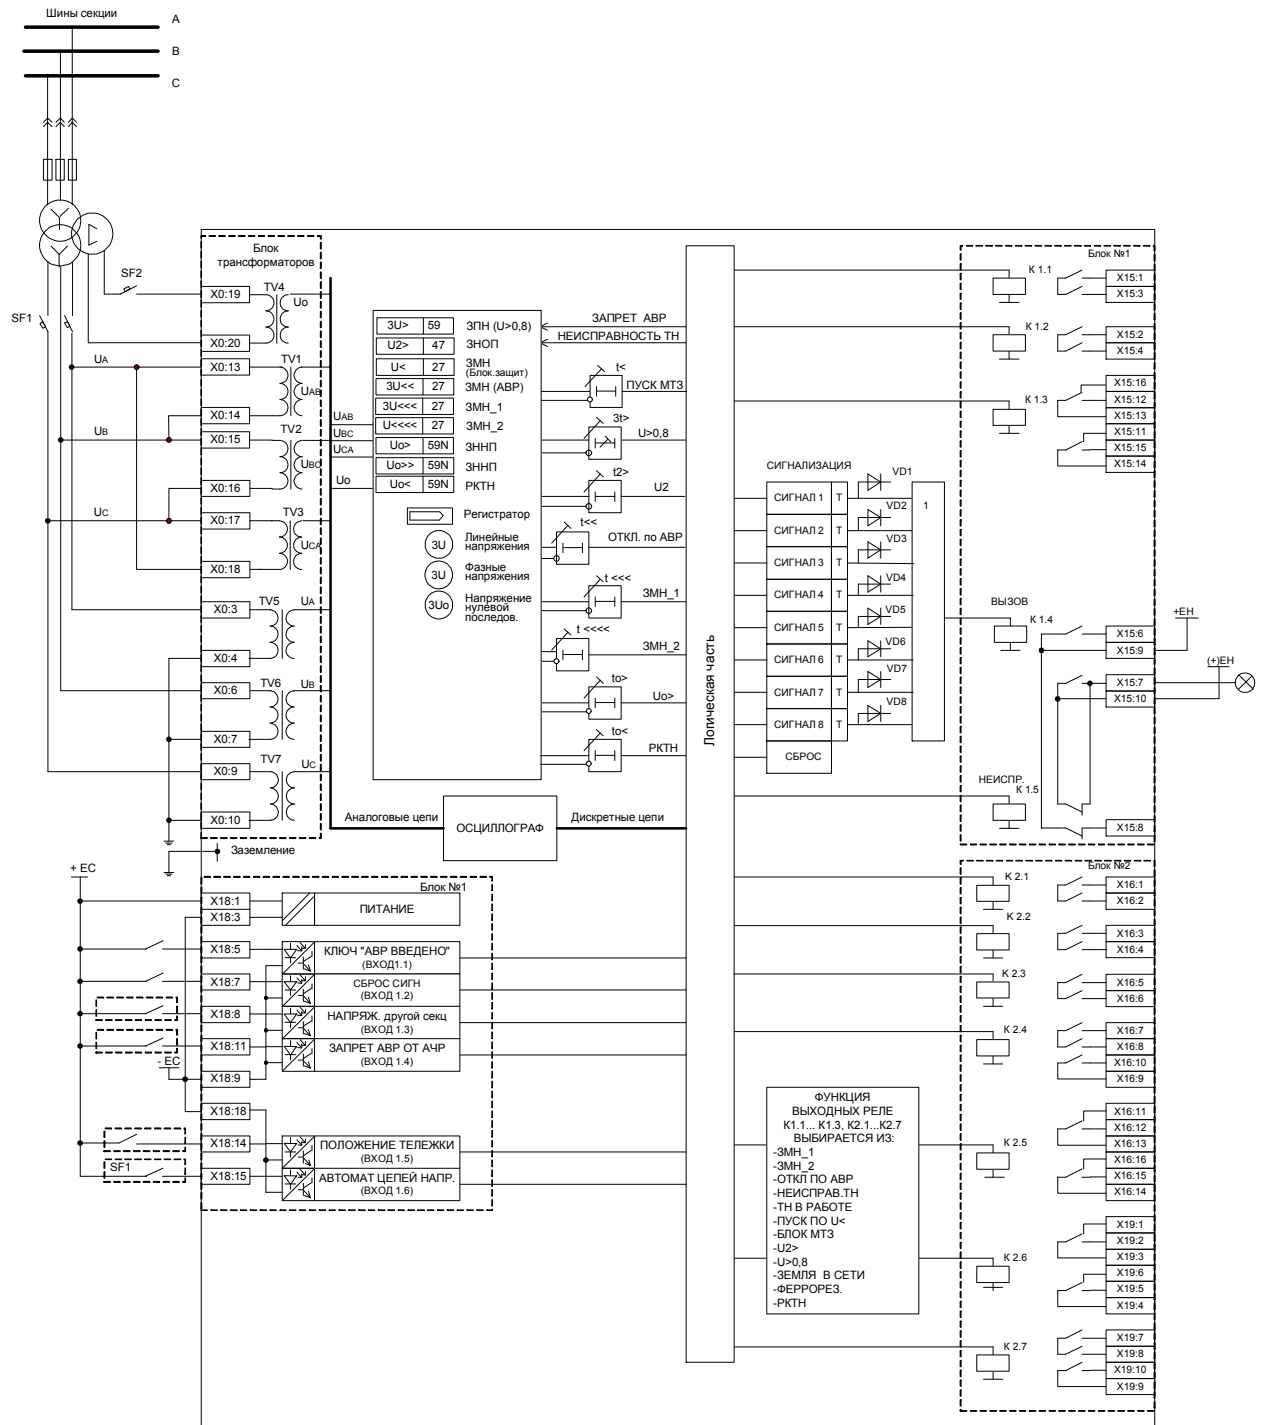 Шины секции
A
B
C
SF2
SF1
Блок
трансформаторов
X0:19
TV4
Uo
X0:20
UA
X0:13
TV1
UAB
X0:14
UB
X0:15
TV2
UBC
X0:16
UC
X0:17
TV3
UCA
X0:18
X0:3
TV5
UA
X0:4
X0:6
TV6
UB
X0:7
X0:9
TV7
UC
X0:10
Заземление
UAB
UBC
UCA
Uo
3U> 59 ЗПН (U>0,8)
U2> 47 ЗНОП
U< 27 ЗМН
(Блок.защит)
3U<< 27 ЗМН (АВР)
3U<<< 27 ЗМН_1
U<<<< 27 ЗМН_2
Uo> 59N ЗННП
Uo>> 59N ЗННП
Uo< 59N РКТН
Регистратор
3U Линейные
напряжения
3U Фазные
напряжения
3Uo Напряжение
нулевой
последов.
ЗАПРЕТ АВР
НЕИСПРАВНОСТЬ ТН
t<
ПУСК МТЗ
3t>
U>0,8
t2>
U2
t<<
ОТКЛ. по АВР
t <<<
ЗМН_1
t <<<<
ЗМН_2
to>
Uo>
to<
РКТН
Аналоговые цепи
ОСЦИЛЛОГРАФ
Дискретные цепи
Логическая часть
СИГНАЛИЗАЦИЯ
СИГНАЛ 1 T VD1
СИГНАЛ 2 T VD2
СИГНАЛ 3 T VD3
СИГНАЛ 4 T VD4
СИГНАЛ 5 T VD5
СИГНАЛ 6 T VD6
СИГНАЛ 7 T VD7
СИГНАЛ 8 T VD8
СБРОС
1
Блок №1
K 1.1
X15:1
X15:3
K 1.2
X15:2
X15:4
K 1.3
X15:16
X15:12
X15:13
X15:11
X15:15
X15:14
ВЫЗОВ
K 1.4
X15:6
X15:9
+ЕН
X15:7
X15:10
(+)ЕН
НЕИСПР.
K 1.5
X15:8
+ ЕС
Блок №1
X18:1
X18:3
ПИТАНИЕ
X18:5
КЛЮЧ "АВР ВВЕДЕНО"
(ВХОД1.1)
X18:7
СБРОС СИГН
(ВХОД 1.2)
X18:8
НАПРЯЖ. другой секц
(ВХОД 1.3)
X18:11
ЗАПРЕТ АВР ОТ АЧР
(ВХОД 1.4)
- ЕС
X18:9
X18:18
X18:14
ПОЛОЖЕНИЕ ТЕЛЕЖКИ
(ВХОД 1.5)
SF1
X18:15
АВТОМАТ ЦЕПЕЙ НАПР.
(ВХОД 1.6)
ФУНКЦИЯ
ВЫХОДНЫХ РЕЛЕ
К1.1... К1.3, К2.1...К2.7
ВЫБИРАЕТСЯ ИЗ:
-ЗМН_1
-ЗМН_2
-ОТКЛ ПО АВР
-НЕИСПРАВ.ТН
-ТН В РАБОТЕ
-ПУСК ПО U<
-БЛОК МТЗ
-U2>
-U>0,8
-ЗЕМЛЯ В СЕТИ
-ФЕРРОРЕЗ.
-РКТН
Блок №2
K 2.1
X16:1
X16:2
K 2.2
X16:3
X16:4
K 2.3
X16:5
X16:6
K 2.4
X16:7
X16:8
X16:10
X16:9
K 2.5
X16:11
X16:12
X16:13
X16:16
X16:15
X16:14
K 2.6
X19:1
X19:2
X19:3
X19:6
X19:5
X19:4
K 2.7
X19:7
X19:8
X19:10
X19:9